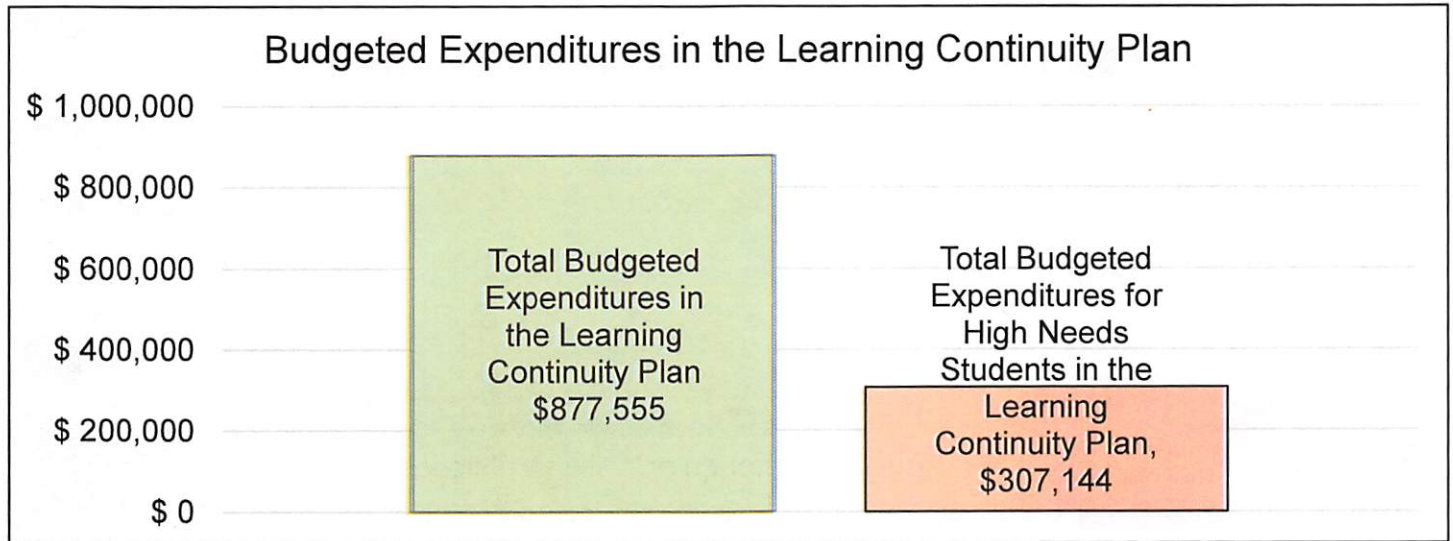 Budgeted Expenditures in the Learning Continuity Plan
$ 1,000,000
$ 800,000
$ 600,000
$ 400,000
$ 200,000
$ 0
Total Budgeted
Expenditures in
the Learning
Continuity Plan
$877,555
Total Budgeted
Expenditures for
High Needs
Students in the
Learning
Continuity Plan,
$307,144